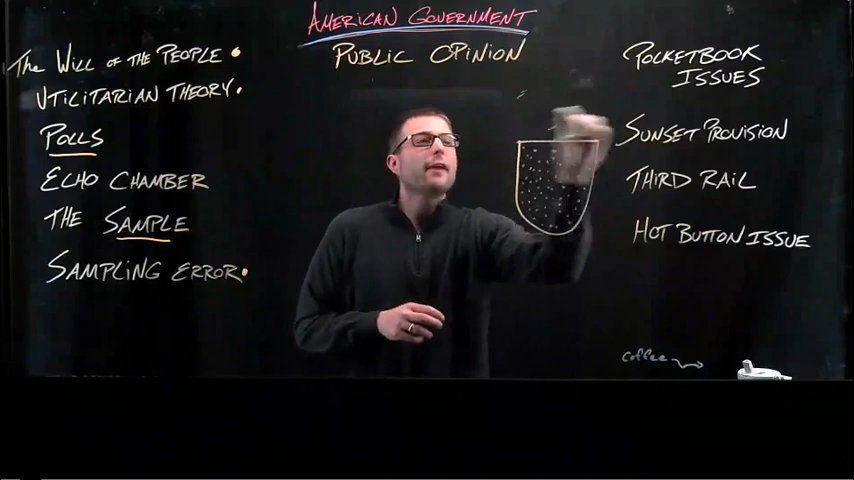 AMERICAN GOVERNMENT
PUBLIC OPINION
The WILL OF THE PEOPLE
UTILITARIAN THEORY
POLLS
ECHO CHAMBER
THE SAMPLE
SAMPLING ERROR
POCKETBOOK
ISSUES
SUNSET PROVISION
THIRD RAIL
HOT BUTTON ISSUE
coffee